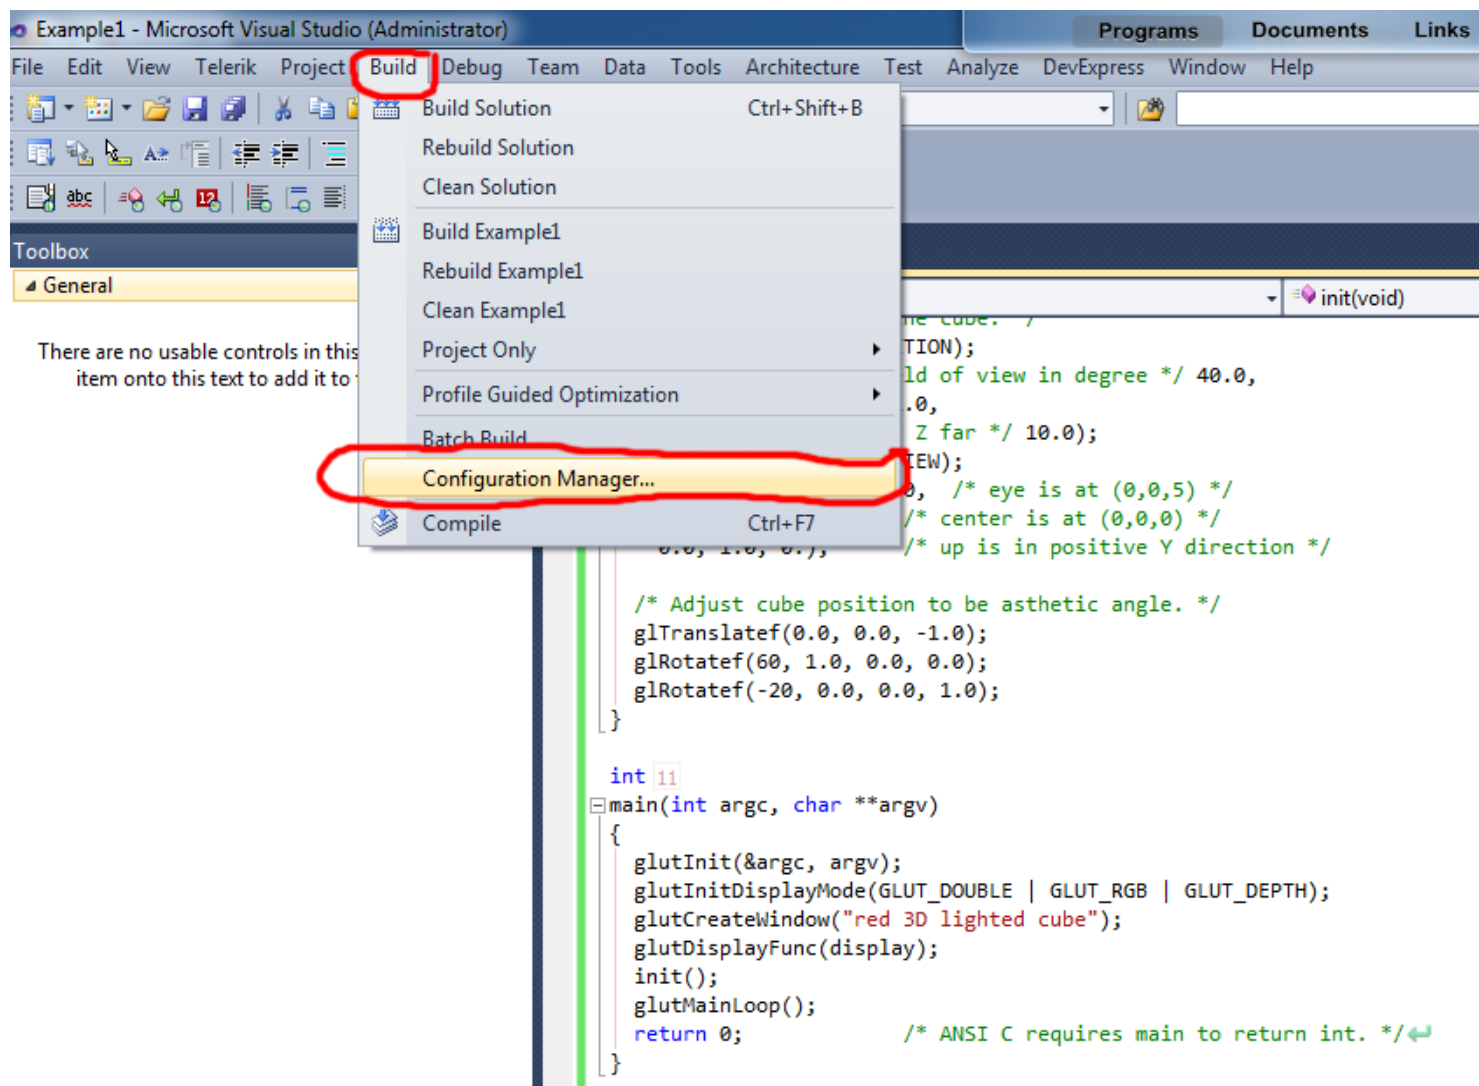 Example1 - Microsoft Visual Studio (Administrator)
Programs Documents Links
File Edit View Telerik Project Build Debug Team Data Tools Architecture Test Analyze DevExpress Window Help
Build Solution Ctrl+Shift+B
Rebuild Solution
Clean Solution
Build Example1
Rebuild Example1
Clean Example1
Project Only
Profile Guided Optimization
Batch Build
Configuration Manager...
Compile Ctrl+F7
abc
12
Toolbox
General
There are no usable controls in this
item onto this text to add it to
init(void)
cube. */
TION);
ld of view in degree */ 40.0,
.0,
Z far */ 10.0);
IEW);
0, /* eye is at (0,0,5) */
/* center is at (0,0,0) */
0.0, 1.0, 0.); /* up is in positive Y direction */
/* Adjust cube position to be asthetic angle. */
glTranslatef(0.0, 0.0, -1.0);
glRotatef(60, 1.0, 0.0, 0.0);
glRotatef(-20, 0.0, 0.0, 1.0);
}
int 11
main(int argc, char **argv)
{
glutInit(&argc, argv);
glutInitDisplayMode(GLUT_DOUBLE | GLUT_RGB | GLUT_DEPTH);
glutCreateWindow("red 3D lighted cube");
glutDisplayFunc(display);
init();
glutMainLoop();
return 0; /* ANSI C requires main to return int. */
}